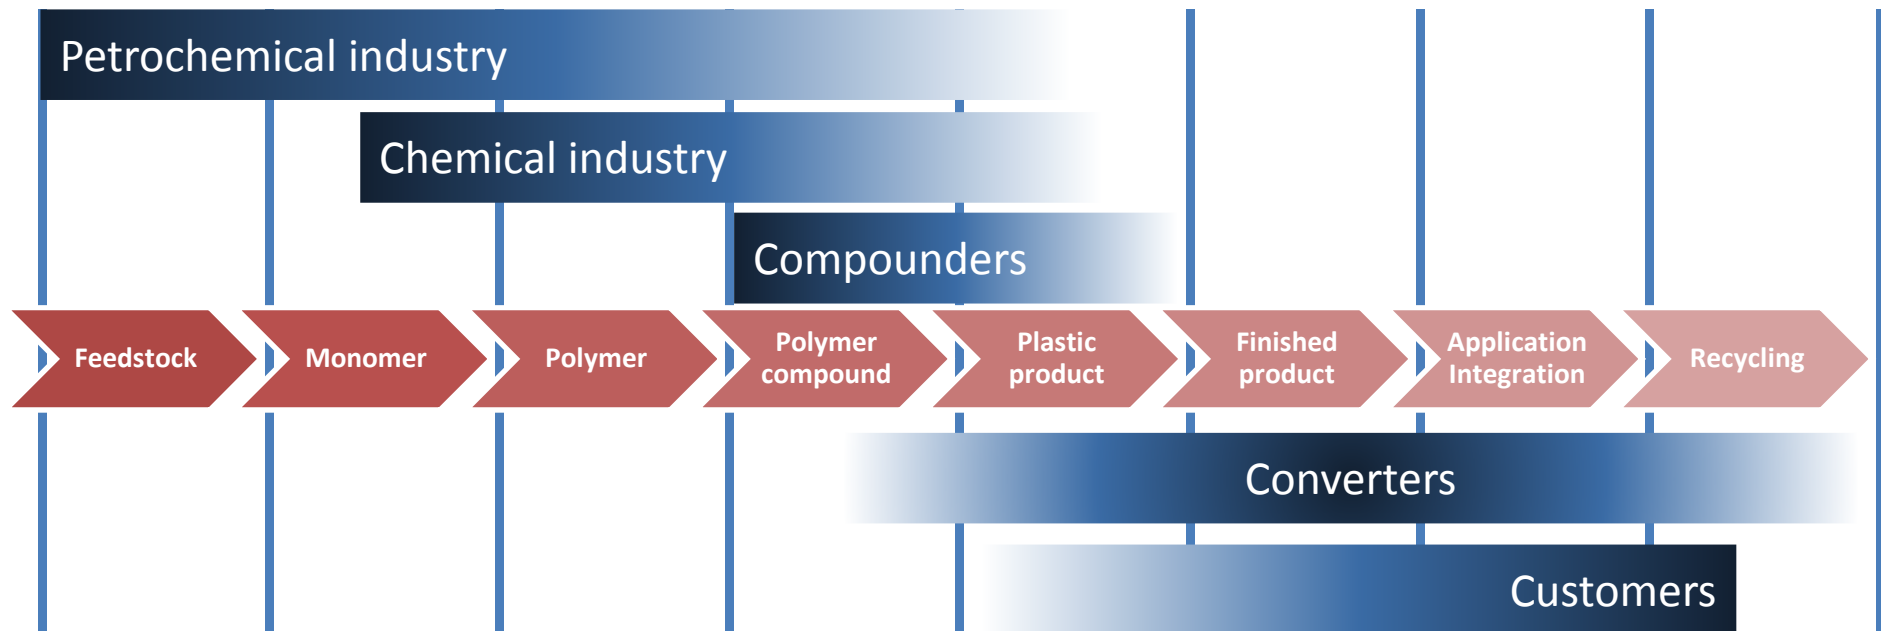 Petrochemical industry
Chemical industry
Compounders
Feedstock
Monomer
Polymer
Polymer
compound
Plastic
product
Finished
product
Application
Integration
Recycling
Converters
Customers